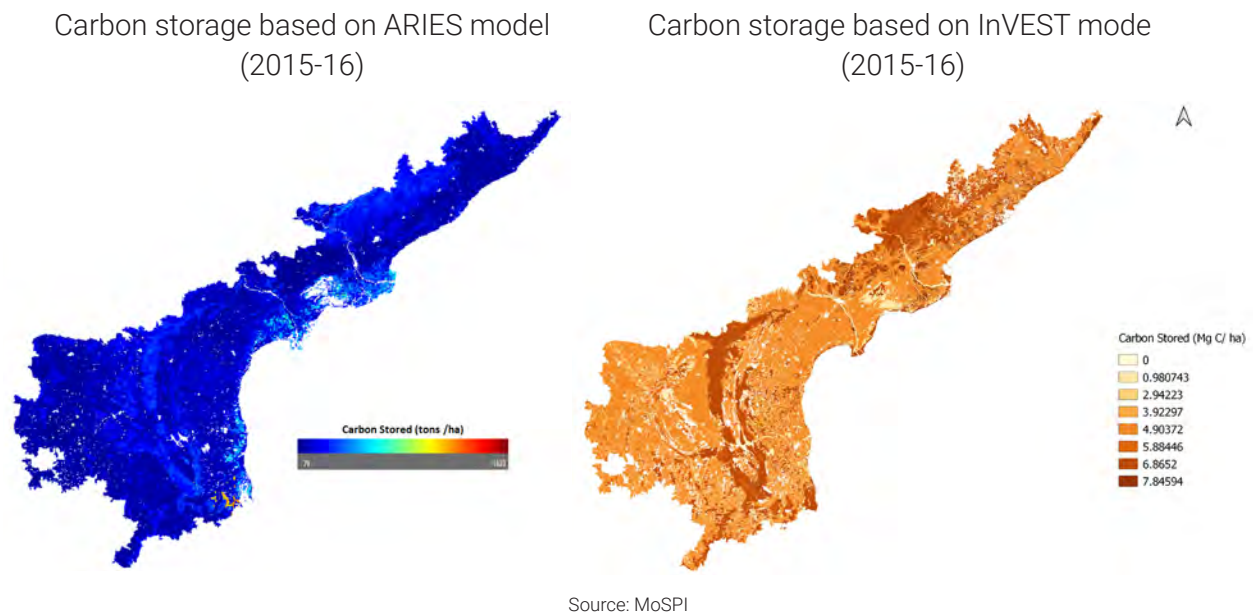 Carbon storage based on ARIES model
(2015-16)
Carbon storage based on InVEST mode
(2015-16)
Carbon Stored (tons /ha)
Carbon Stored (Mg C/ ha)
0
0.980743
2.94223
3.92297
4.90372
5.88446
6.8652
7.84594
Source: MoSPI